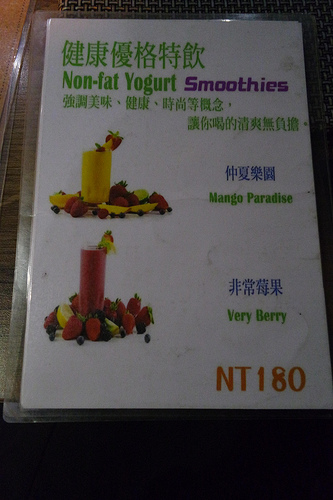 健康優格特飲
Non-fat Yogurt Smoothies
強調美味、健康、時尚等概念，
讓你喝的清爽無負擔。
仲夏樂園
Mango Paradise
非常莓果
Very Berry
NT180